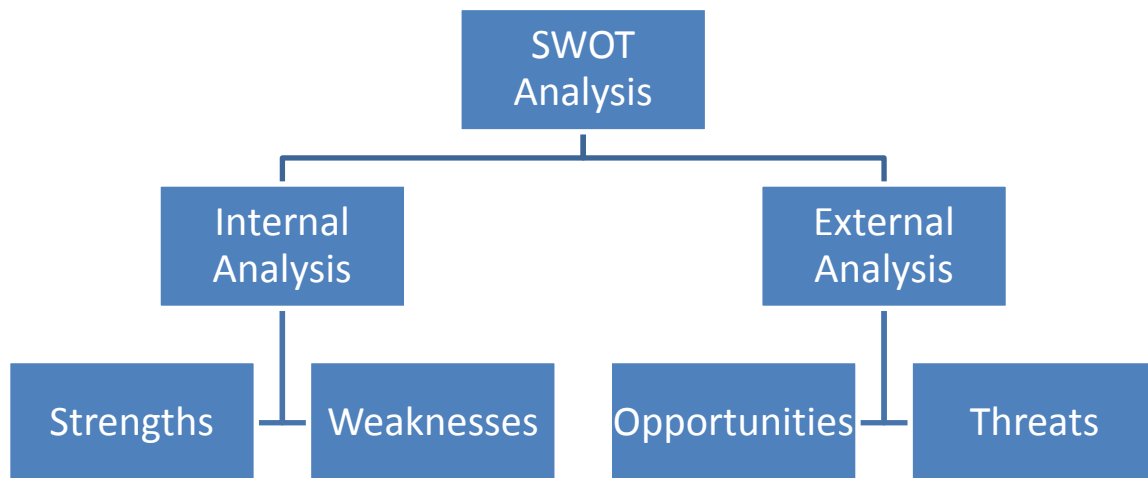 SWOT
Analysis
Internal
Analysis
External
Analysis
Strengths
Weaknesses
Opportunities
Threats